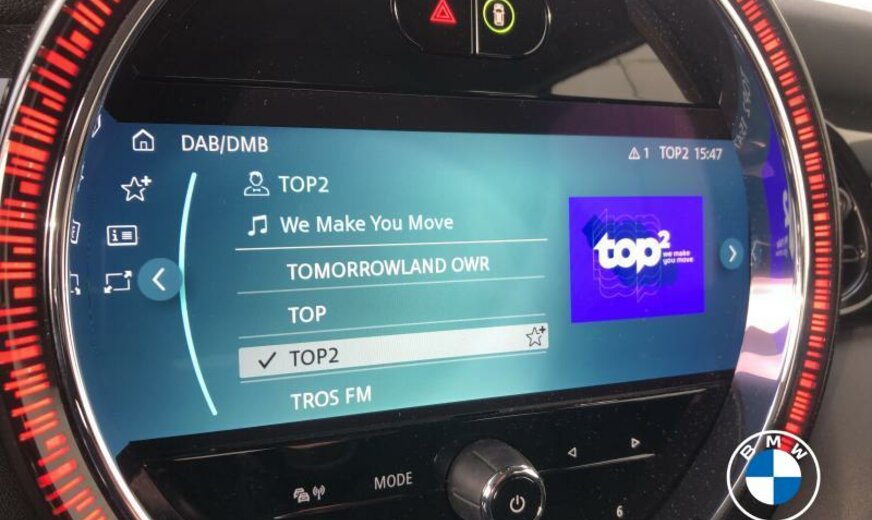 DAB/DMB
1 TOP2 15:47
TOP2
We Make You Move
TOMORROWLAND OWR
TOP
TOP2
TROS FM
top2
we make
you move
MODE
6
BMW